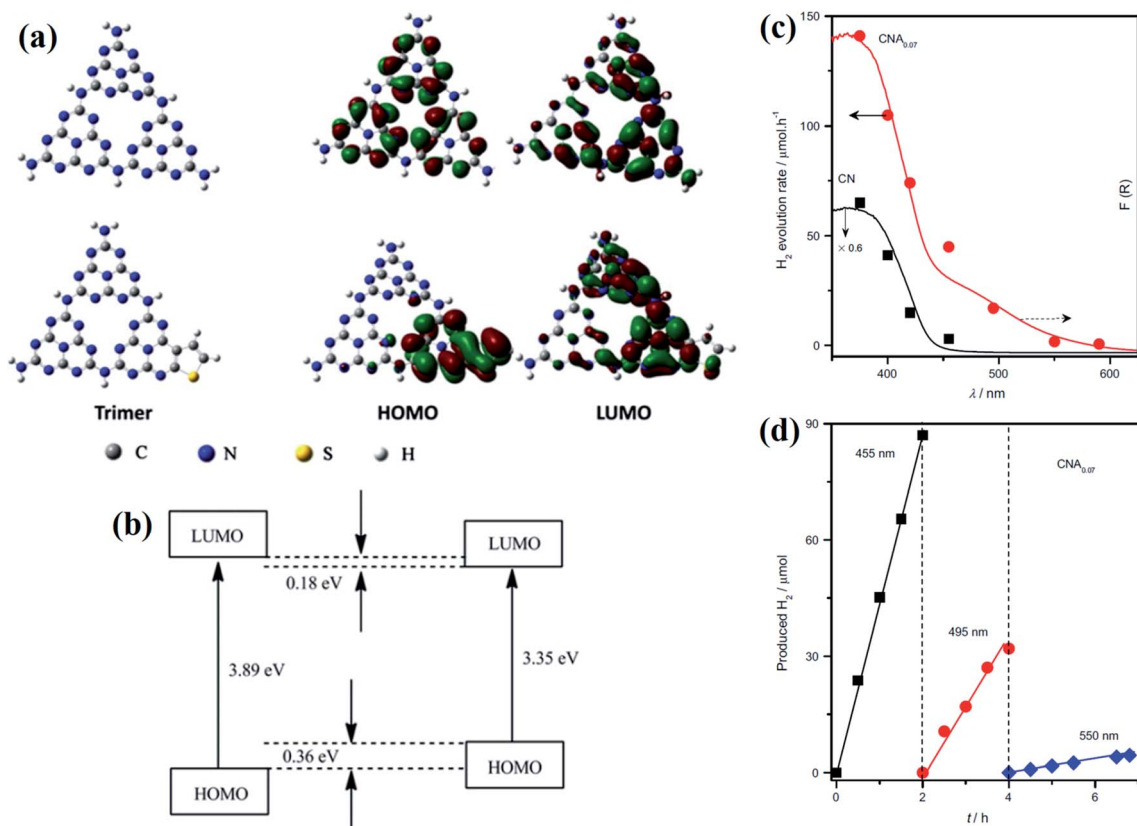 (a)
Trimer
HOMO
LUMO
C
N
S
H
(b)
LUMO
LUMO
0.18 eV
3.89 eV
3.35 eV
0.36 eV
HOMO
HOMO
(c)
150
100
50
0
H₂ evolution rate / μmol.h⁻¹
CNA₀.₀₇
CN
× 0.6
F (R)
400
500
600
λ / nm
(d)
90
60
30
0
Produced H₂ / μmol
455 nm
CNA₀.₀₇
495 nm
550 nm
0
2
4
6
t / h